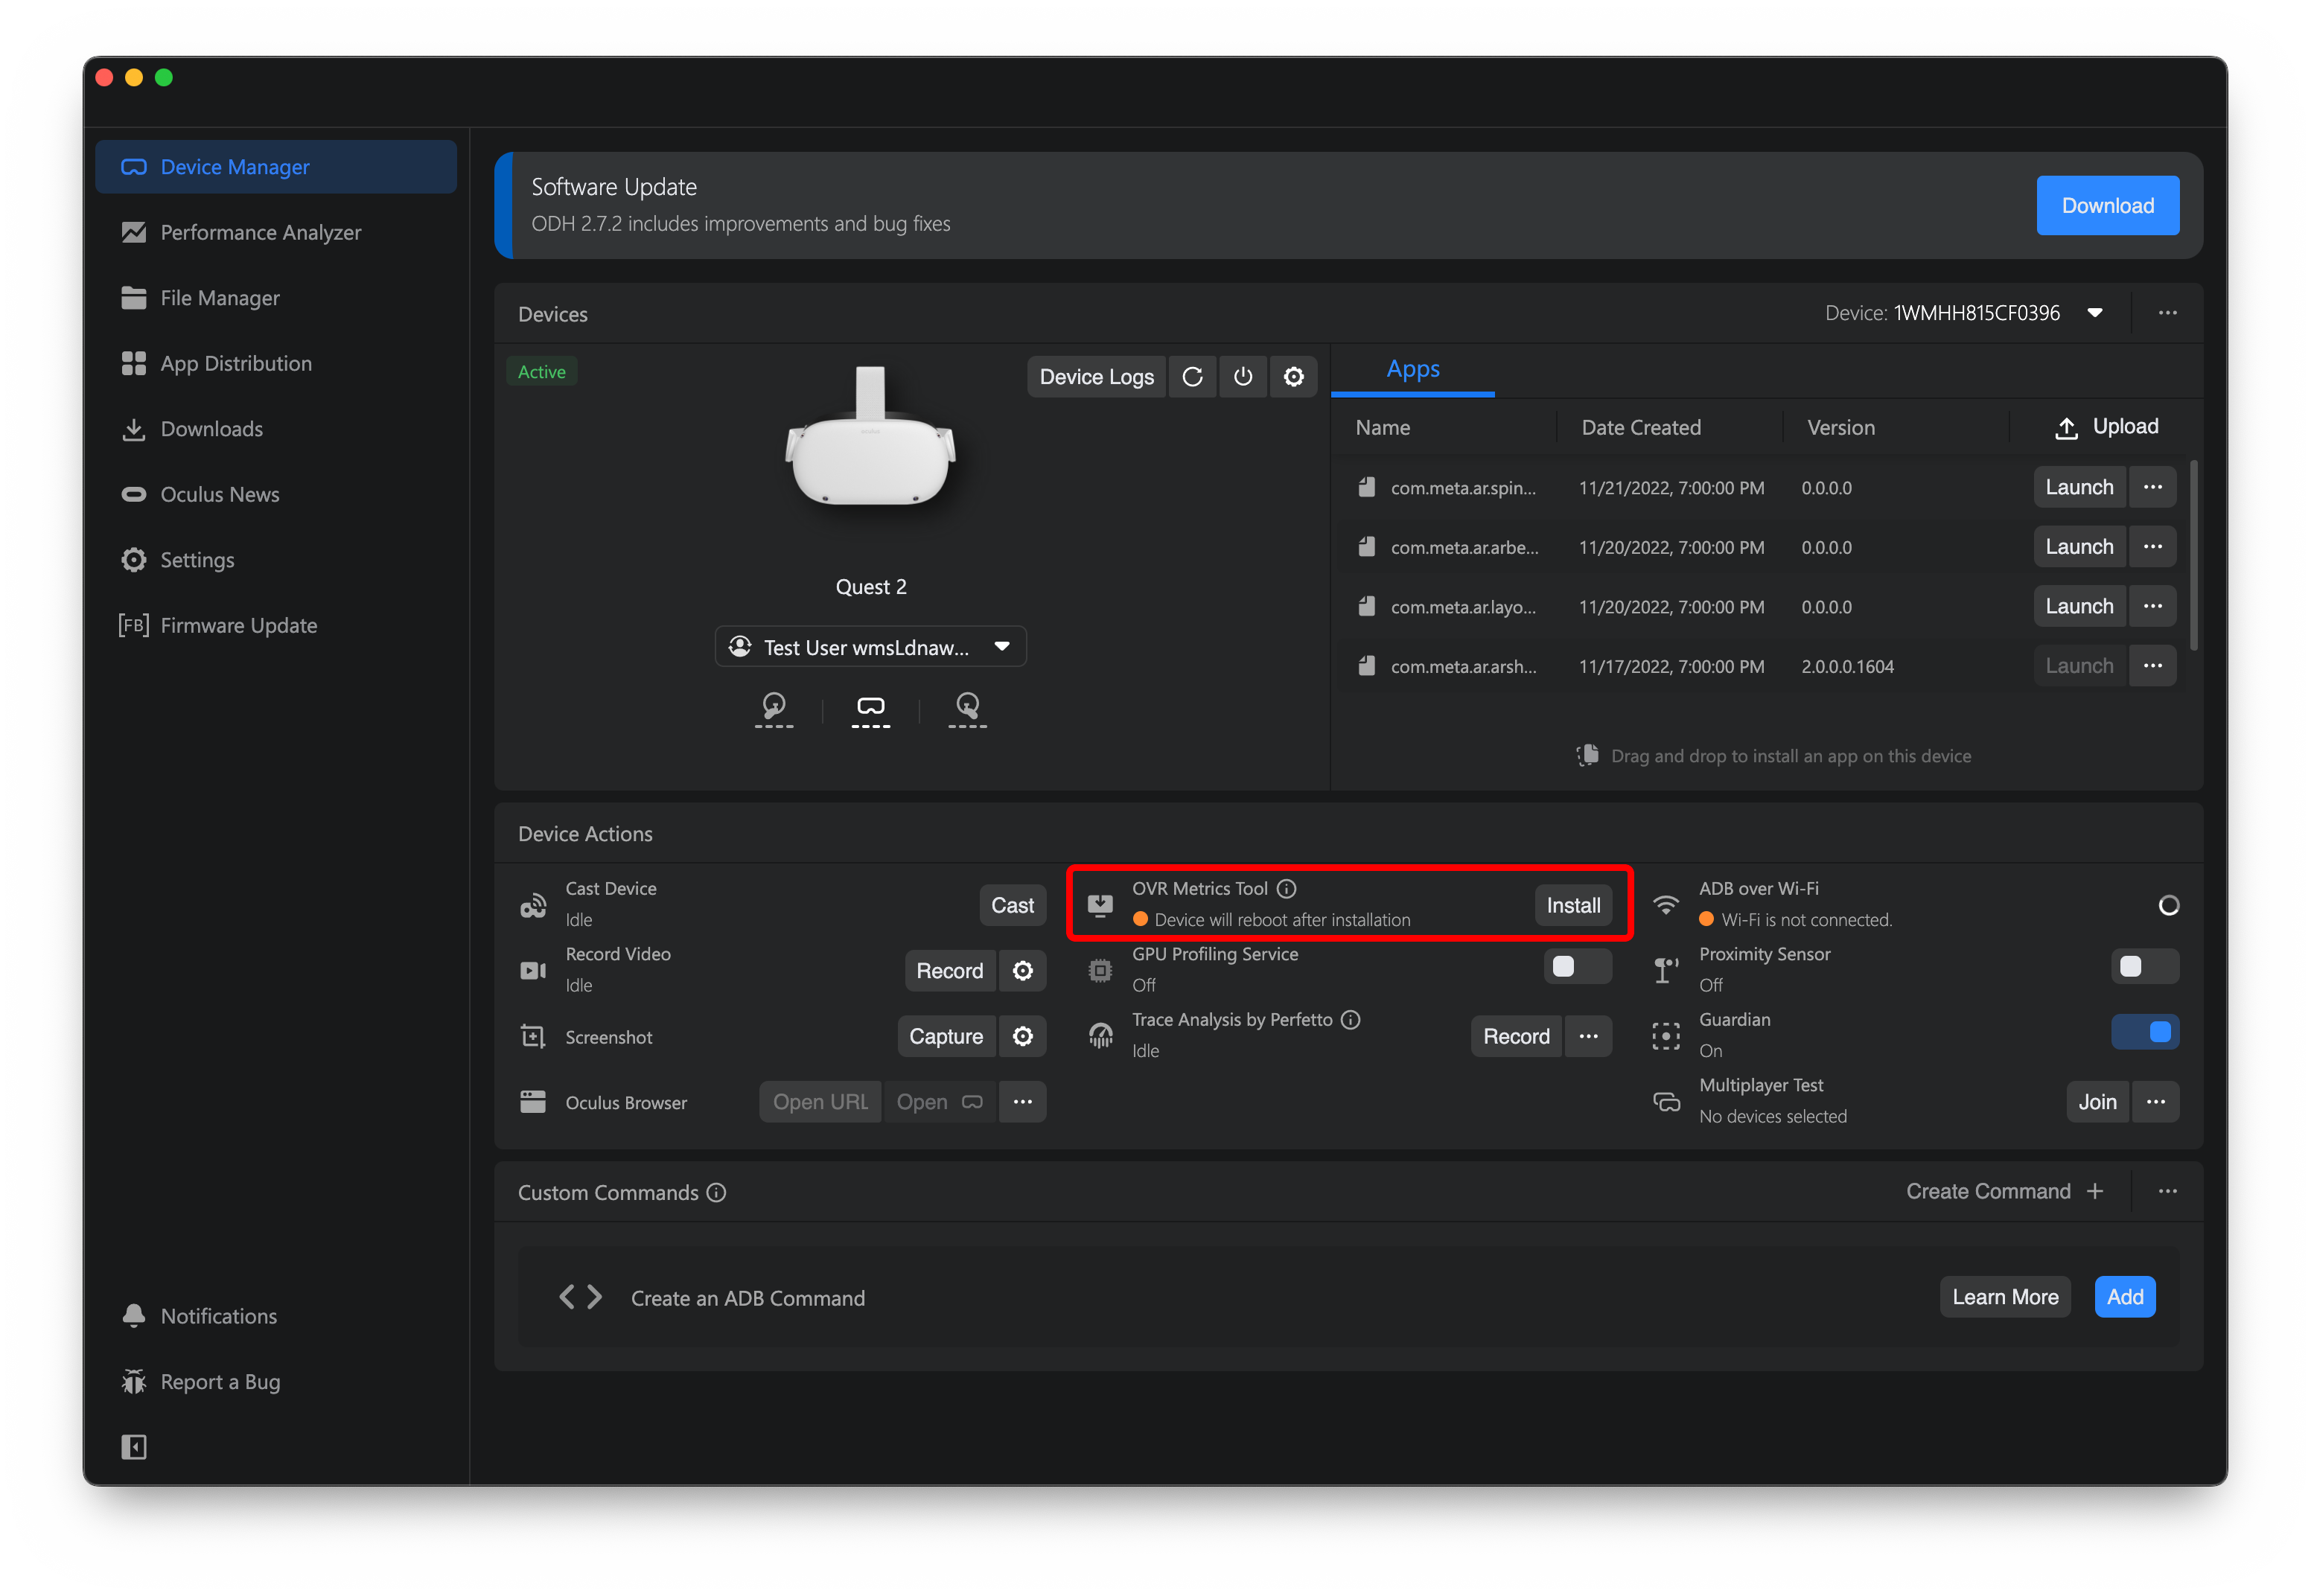 Device Manager
Performance Analyzer
File Manager
App Distribution
Downloads
Oculus News
Settings
[FB] Firmware Update
Notifications
Report a Bug
Software Update
ODH 2.7.2 includes improvements and bug fixes
Download
Devices
Device: 1WMHH815CF0396
Active
Device Logs
Quest 2
Test User wmsLdnaw...
Apps
Name Date Created Version Upload
com.meta.ar.spin... 11/21/2022, 7:00:00 PM 0.0.0.0 Launch
com.meta.ar.arbe... 11/20/2022, 7:00:00 PM 0.0.0.0 Launch
com.meta.ar.layo... 11/20/2022, 7:00:00 PM 0.0.0.0 Launch
com.meta.ar.arsh... 11/17/2022, 7:00:00 PM 2.0.0.0.1604 Launch
Drag and drop to install an app on this device
Device Actions
Cast Device
Idle
Cast
Record Video
Idle
Record
Screenshot
Capture
Oculus Browser
Open URL Open
OVR Metrics Tool
Device will reboot after installation
Install
GPU Profiling Service
Off
Trace Analysis by Perfetto
Idle
Record
ADB over Wi-Fi
Wi-Fi is not connected.
Proximity Sensor
Off
Guardian
On
Multiplayer Test
No devices selected
Join
Custom Commands
Create Command +
Create an ADB Command
Learn More
Add